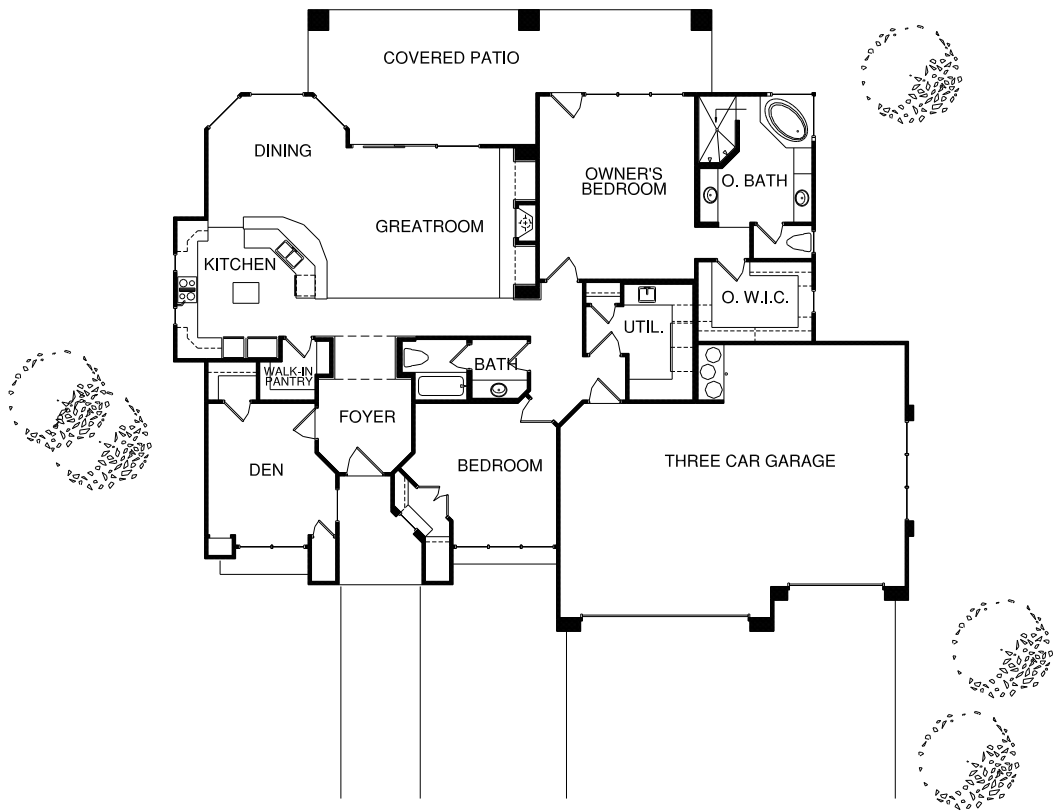 COVERED PATIO
DINING
OWNER'S
BEDROOM
O. BATH
GREATROOM
KITCHEN
O. W.I.C.
UTIL.
WALK-IN
PANTRY
BATH
FOYER
DEN
BEDROOM
THREE CAR GARAGE